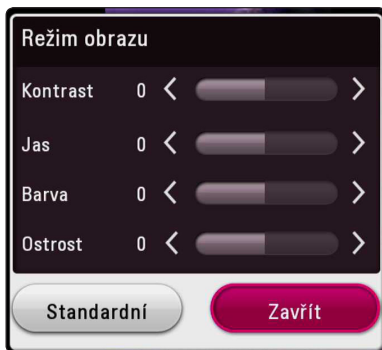 Režim obrazu
Kontrast 0
Jas 0
Barva 0
Ostrost 0
Standardní Zavřít